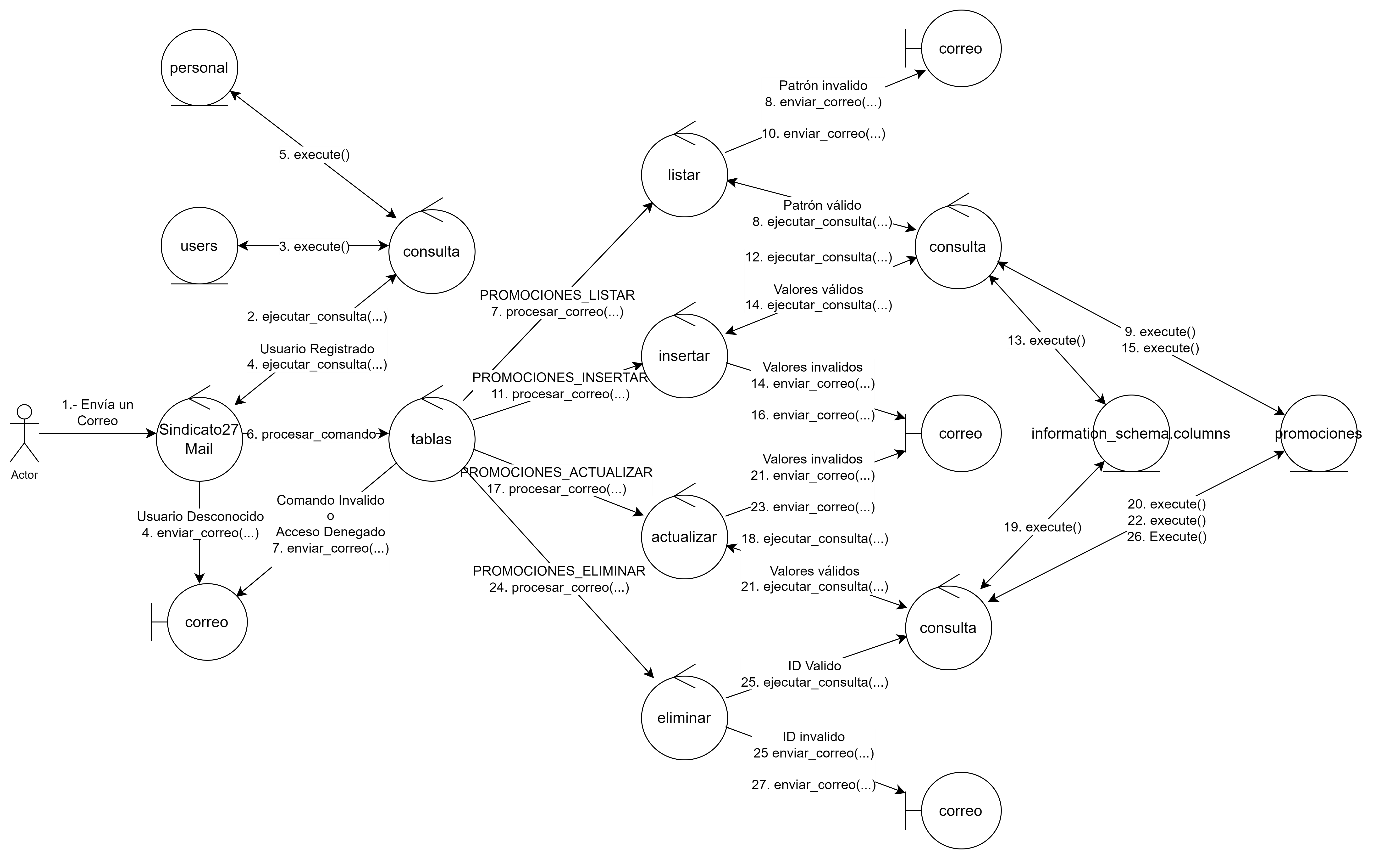 correo
personal
Patrón invalido
8. enviar_correo(...)
10. enviar_correo(...)
5. execute()
listar
Patrón válido
8. ejecutar_consulta(...)
users
3. execute()
consulta
consulta
12. ejecutar_consulta(...)
PROMOCIONES_LISTAR
7. procesar_correo(...)
Valores válidos
14. ejecutar_consulta(...)
2. ejecutar_consulta(...)
9. execute()
15. execute()
13. execute()
Usuario Registrado
4. ejecutar_consulta(...)
insertar
PROMOCIONES_INSERTAR
11. procesar_correo(...)
Valores invalidos
14. enviar_correo(...)
1.- Envía un
Correo
16. enviar_correo(...)
Sindicato27
Mail
6. procesar_comando
tablas
correo
information_schema.columns
promociones
Actor
PROMOCIONES_ACTUALIZAR
17. procesar_correo(...)
Valores invalidos
21. enviar_correo(...)
Comando Invalido
o
Acceso Denegado
7. enviar_correo(...)
Usuario Desconocido
4. enviar_correo(...)
23. enviar_correo(...)
actualizar
18. ejecutar_consulta(...)
19. execute()
20. execute()
22. execute()
26. Execute()
PROMOCIONES_ELIMINAR
24. procesar_correo(...)
Valores válidos
21. ejecutar_consulta(...)
correo
consulta
ID Valido
25. ejecutar_consulta(...)
eliminar
ID invalido
25 enviar_correo(...)
27. enviar_correo(...)
correo